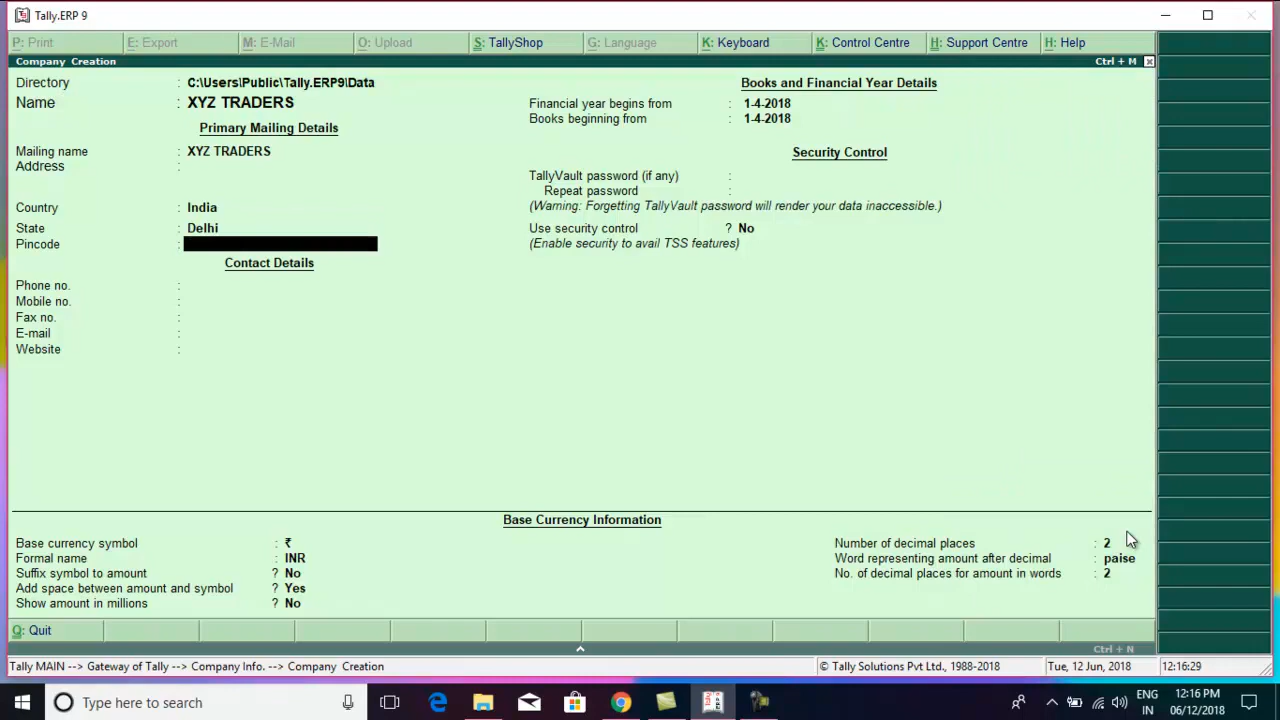 Tally.ERP 9
P: Print E: Export M: E-Mail O: Upload S: TallyShop G: Language K: Keyboard K: Control Centre H: Support Centre H: Help
Company Creation Ctrl + M
Directory : C:\Users\Public\Tally.ERP9\Data
Name : XYZ TRADERS
Primary Mailing Details
Mailing name : XYZ TRADERS
Address :
Country : India
State : Delhi
Pincode :
Contact Details
Phone no. :
Mobile no. :
Fax no. :
E-mail :
Website :
Books and Financial Year Details
Financial year begins from : 1-4-2018
Books beginning from : 1-4-2018
Security Control
TallyVault password (if any) :
Repeat password :
(Warning: Forgetting TallyVault password will render your data inaccessible.)
Use security control ? No
(Enable security to avail TSS features)
Base Currency Information
Base currency symbol : ₹
Formal name : INR
Suffix symbol to amount ? No
Add space between amount and symbol ? Yes
Show amount in millions ? No
Number of decimal places : 2
Word representing amount after decimal : paise
No. of decimal places for amount in words : 2
Q: Quit
Ctrl + N
Tally MAIN --> Gateway of Tally --> Company Info. --> Company Creation © Tally Solutions Pvt Ltd., 1988-2018 Tue, 12 Jun, 2018 12:16:29
Type here to search
ENG
IN
12:16 PM
06/12/2018